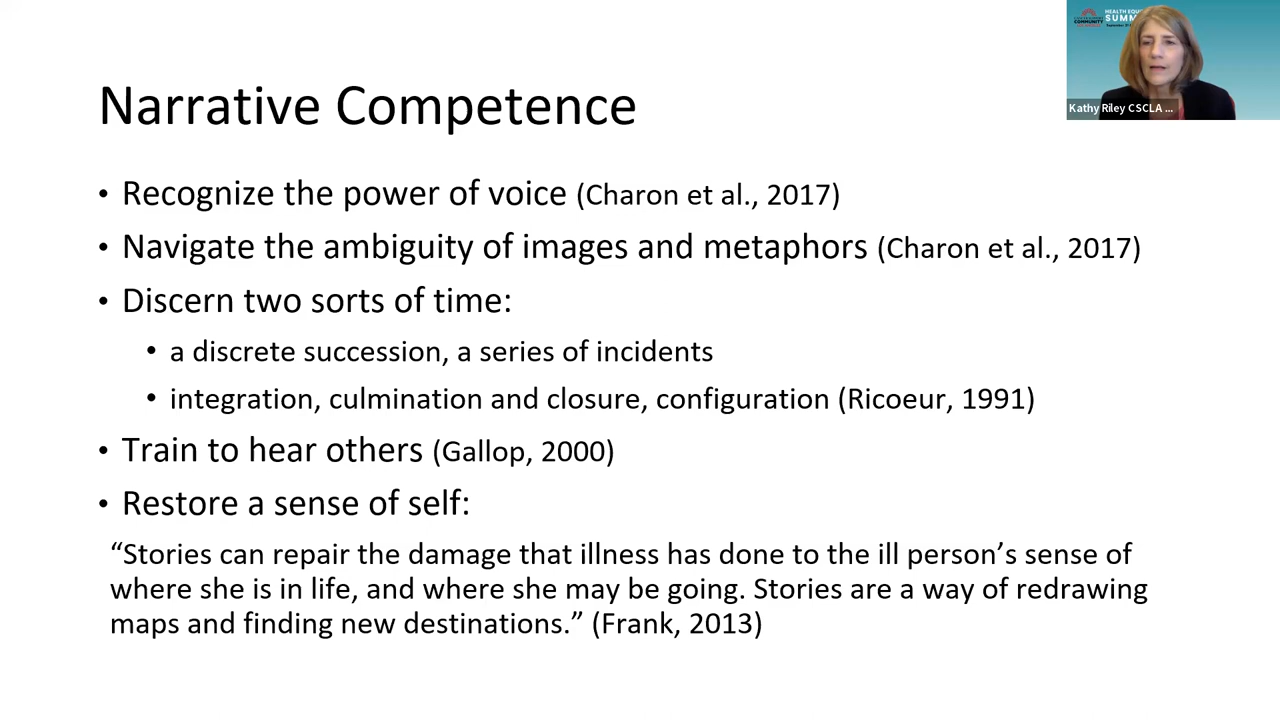 HEALTH EQU
SUMM
COMMUNITY
Kathy Riley CSCLA ...
Narrative Competence
• Recognize the power of voice (Charon et al., 2017)
• Navigate the ambiguity of images and metaphors (Charon et al., 2017)
• Discern two sorts of time:
• a discrete succession, a series of incidents
• integration, culmination and closure, configuration (Ricoeur, 1991)
• Train to hear others (Gallop, 2000)
• Restore a sense of self:
“Stories can repair the damage that illness has done to the ill person’s sense of
where she is in life, and where she may be going. Stories are a way of redrawing
maps and finding new destinations.” (Frank, 2013)